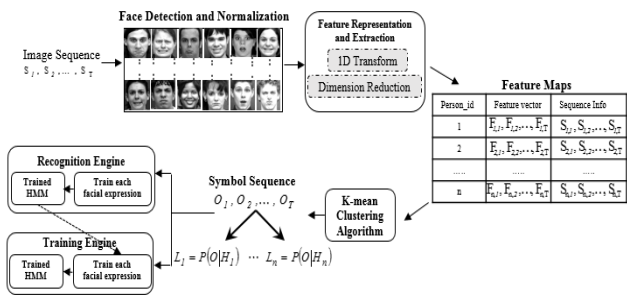 Face Detection and Normalization
Image Sequence
S1, S2, ..., ST
Feature Representation
and Extraction
1D Transform
Dimension Reduction
Feature Maps
Person_id Feature vector Sequence Info
1 F1,1, F1,2, ..., F1,T S1,1, S1,2, ..., S1,T
2 F2,1, F2,2, ..., F2,T S2,1, S2,2, ..., S2,T
..... ..... .....
n Fn,1, Fn,2, ..., Fn,T Sn,1, Sn,2, ..., Sn,T
K-mean
Clustering
Algorithm
Symbol Sequence
O1, O2, ..., OT
L1 = P(O|H1) ... Ln = P(O|Hn)
Recognition Engine
Trained
HMM
Train each
facial expression
Training Engine
Trained
HMM
Train each
facial expression